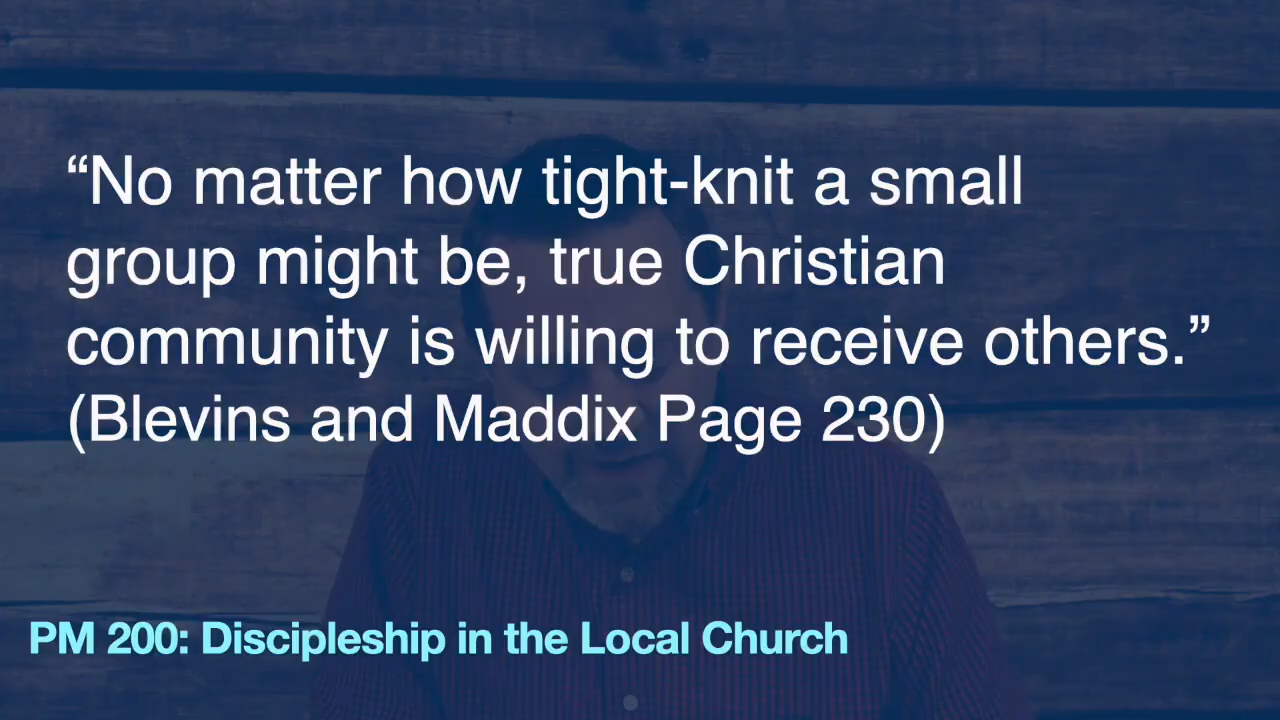 “No matter how tight-knit a small
group might be, true Christian
community is willing to receive others.”
(Blevins and Maddix Page 230)
PM 200: Discipleship in the Local Church